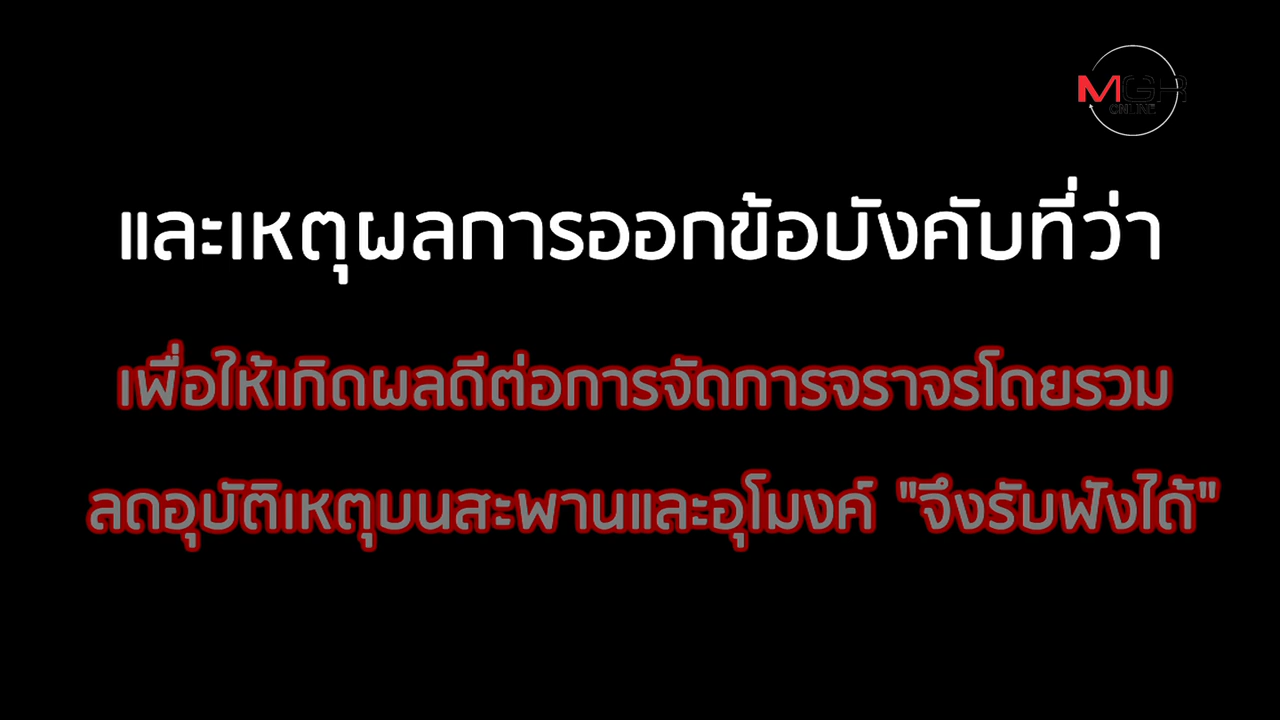 MGR
ONLINE
และเหตุผลการออกข้อบังคับที่ว่า
เพื่อให้เกิดผลดีต่อการจัดการจราจรโดยรวม
ลดอุบัติเหตุบนสะพานและอุโมงค์ "จึงรับฟังได้"